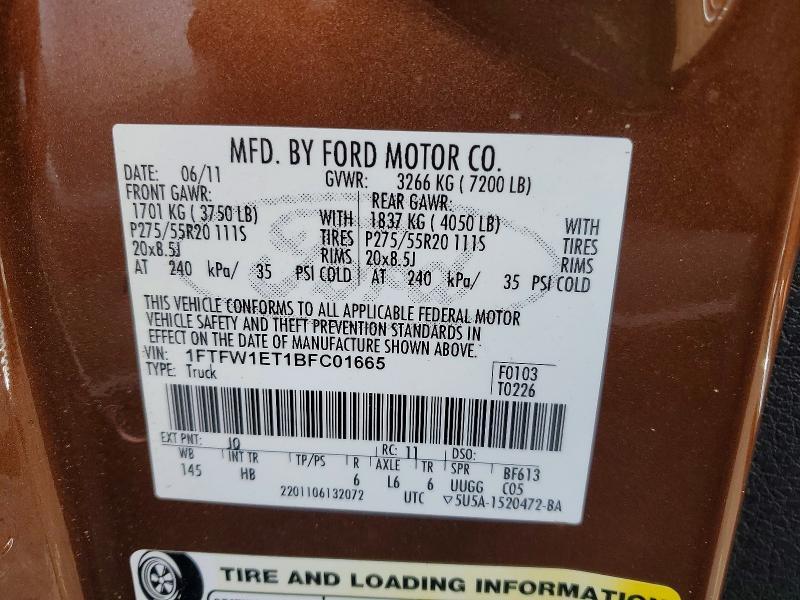 MFD. BY FORD MOTOR CO.
DATE: 06/11 GVWR: 3266 KG ( 7200 LB)
FRONT GAWR: REAR GAWR:
1701 KG ( 3750 LB) WITH 1837 KG ( 4050 LB) WITH
P275/55R20 111S TIRES P275/55R20 111S TIRES
20x8.5J RIMS 20x8.5J RIMS
AT 240 kPa/ 35 PSI COLD AT 240 kPa/ 35 PSI COLD
THIS VEHICLE CONFORMS TO ALL APPLICABLE FEDERAL MOTOR
VEHICLE SAFETY AND THEFT PREVENTION STANDARDS IN
EFFECT ON THE DATE OF MANUFACTURE SHOWN ABOVE.
VIN: 1FTFW1ET1BFC01665 F0103
TYPE: Truck T0226
EXT PNT: JQ RC: 11 DSO:
WB INT TR TP/PS R AXLE TR SPR BF613
145 HB 6 L6 6 UUGG C05
2201106132072 UTC ▽5U5A-1520472-BA
TIRE AND LOADING INFORMATION